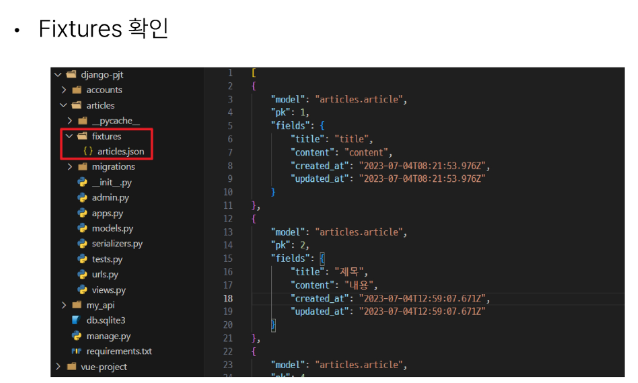 • Fixtures 확인
django-pjt
accounts
articles
__pycache__
fixtures
{ } articles.json
migrations
__init__.py
admin.py
apps.py
models.py
serializers.py
tests.py
urls.py
views.py
my_api
db.sqlite3
manage.py
requirements.txt
vue-project
1 [
2 {
3 "model": "articles.article",
4 "pk": 1,
5 "fields": {
6 "title": "title",
7 "content": "content",
8 "created_at": "2023-07-04T08:21:53.976Z",
9 "updated_at": "2023-07-04T08:21:53.976Z"
10 }
11 },
12 {
13 "model": "articles.article",
14 "pk": 2,
15 "fields": {
16 "title": "제목",
17 "content": "내용",
18 "created_at": "2023-07-04T12:59:07.671Z",
19 "updated_at": "2023-07-04T12:59:07.671Z"
20 }
21 },
22 {
23 "model": "articles.article",
24 "pk": 4,